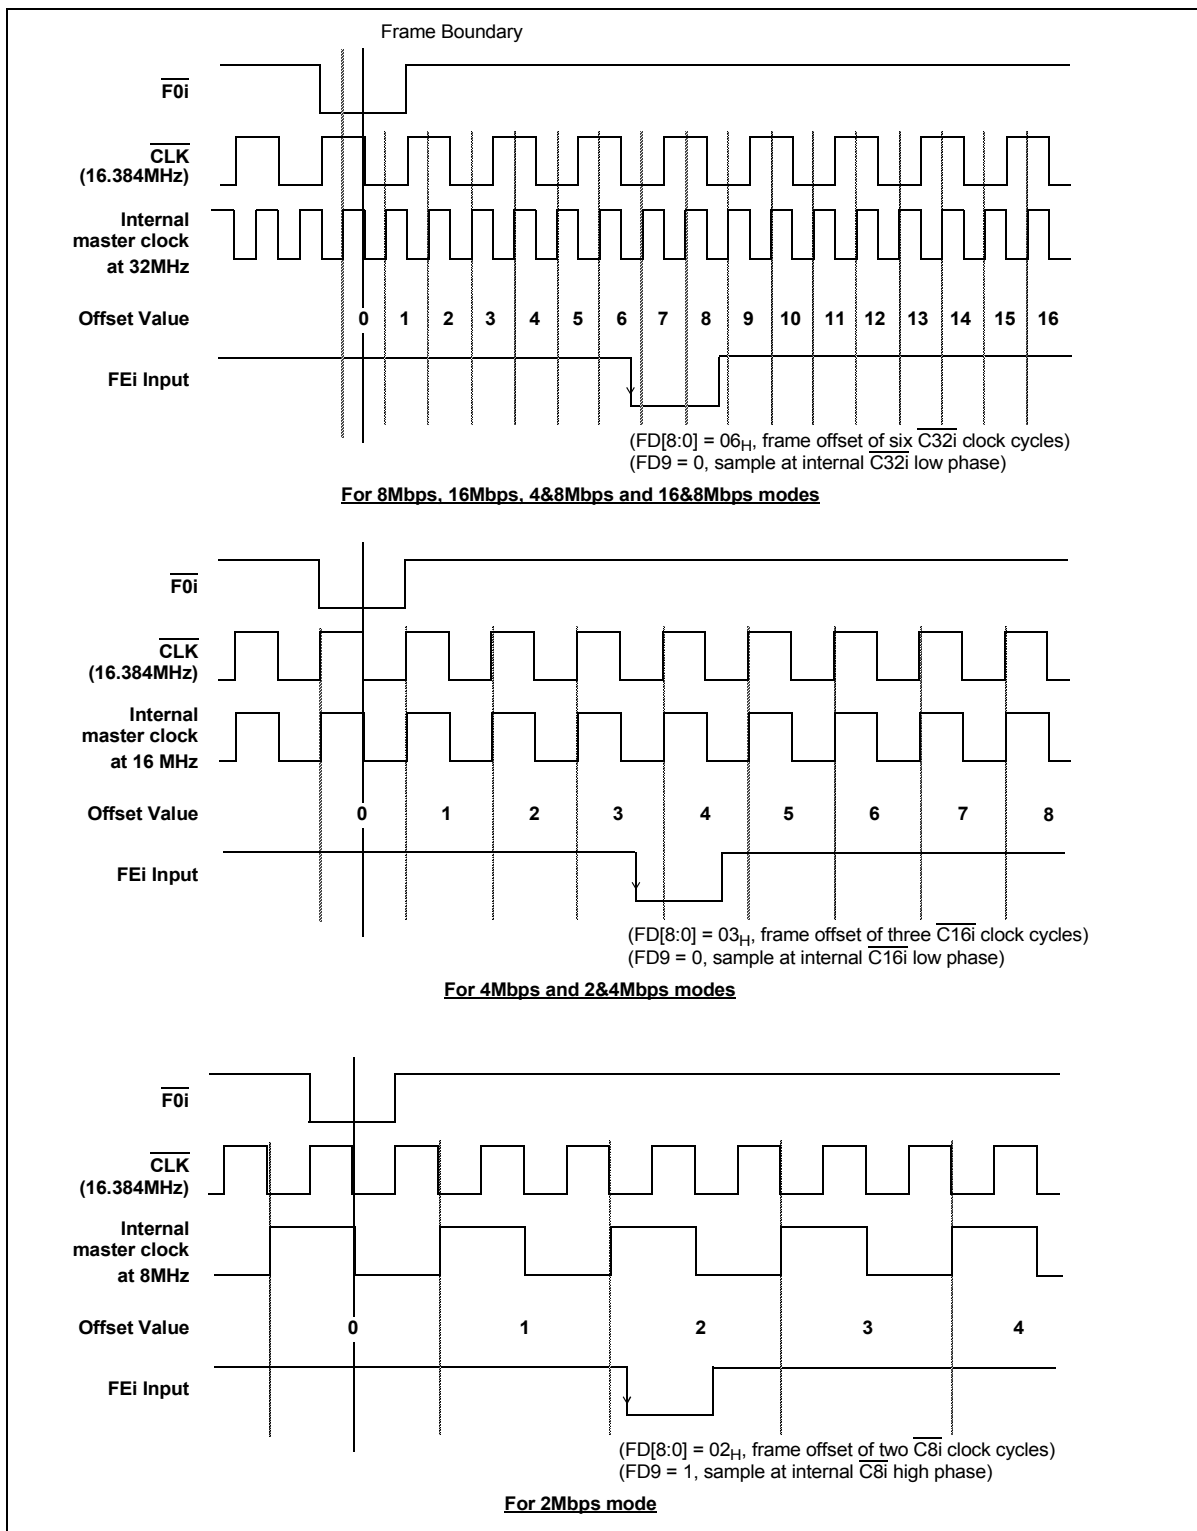 Frame Boundary
F0i
CLK
(16.384MHz)
Internal
master clock
at 32MHz
Offset Value 0 1 2 3 4 5 6 7 8 9 10 11 12 13 14 15 16
FEi Input
(FD[8:0] = 06H, frame offset of six C32i clock cycles)
(FD9 = 0, sample at internal C32i low phase)
For 8Mbps, 16Mbps, 4&8Mbps and 16&8Mbps modes
F0i
CLK
(16.384MHz)
Internal
master clock
at 16 MHz
Offset Value 0 1 2 3 4 5 6 7 8
FEi Input
(FD[8:0] = 03H, frame offset of three C16i clock cycles)
(FD9 = 0, sample at internal C16i low phase)
For 4Mbps and 2&4Mbps modes
F0i
CLK
(16.384MHz)
Internal
master clock
at 8MHz
Offset Value 0 1 2 3 4
FEi Input
(FD[8:0] = 02H, frame offset of two C8i clock cycles)
(FD9 = 1, sample at internal C8i high phase)
For 2Mbps mode